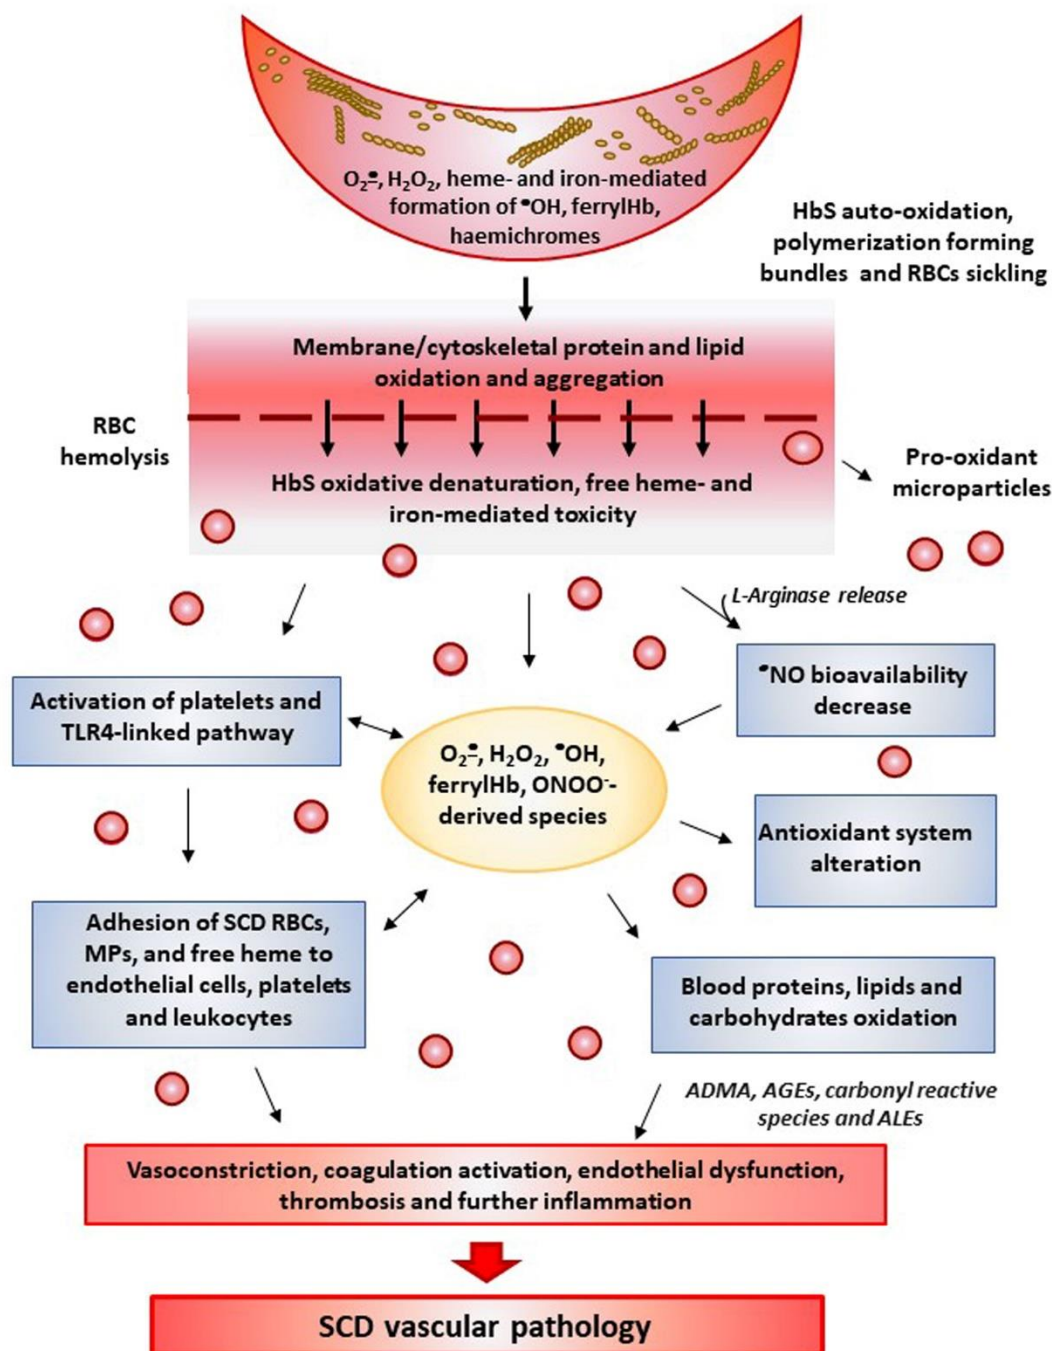 O₂•̲, H₂O₂, heme- and iron-mediated
formation of •OH, ferrylHb,
haemichromes
HbS auto-oxidation,
polymerization forming
bundles and RBCs sickling
Membrane/cytoskeletal protein and lipid
oxidation and aggregation
RBC
hemolysis
HbS oxidative denaturation, free heme- and
iron-mediated toxicity
Pro-oxidant
microparticles
L-Arginase release
•NO bioavailability
decrease
Activation of platelets and
TLR4-linked pathway
O₂•̲, H₂O₂, •OH,
ferrylHb, ONOO⁻-
derived species
Antioxidant system
alteration
Adhesion of SCD RBCs,
MPs, and free heme to
endothelial cells, platelets
and leukocytes
Blood proteins, lipids and
carbohydrates oxidation
ADMA, AGEs, carbonyl reactive
species and ALEs
Vasoconstriction, coagulation activation, endothelial dysfunction,
thrombosis and further inflammation
SCD vascular pathology